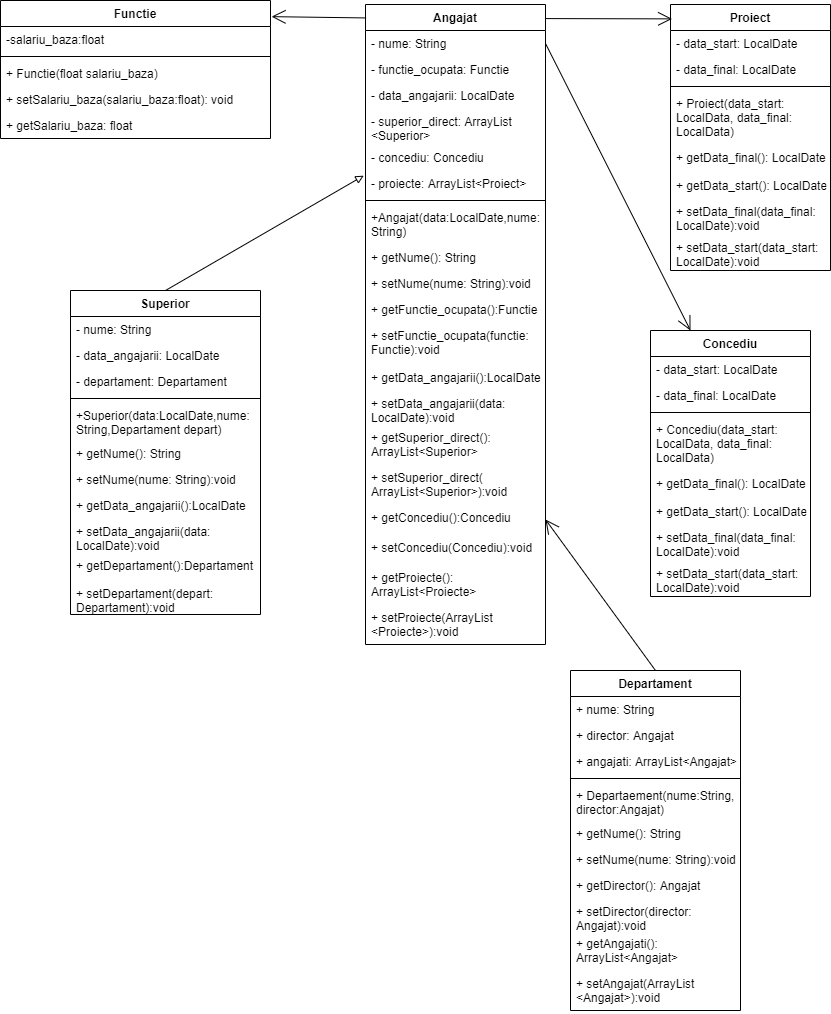 Functie
-salariu_baza:float
+ Functie(float salariu_baza)
+ setSalariu_baza(salariu_baza:float): void
+ getSalariu_baza: float
Angajat
- nume: String
- functie_ocupata: Functie
- data_angajarii: LocalDate
- superior_direct: ArrayList
<Superior>
- concediu: Concediu
- proiecte: ArrayList<Proiect>
+Angajat(data:LocalDate,nume:
String)
+ getNume(): String
+ setNume(nume: String):void
+ getFunctie_ocupata():Functie
+ setFunctie_ocupata(functie:
Functie):void
+ getData_angajarii():LocalDate
+ setData_angajarii(data:
LocalDate):void
+ getSuperior_direct():
ArrayList<Superior>
+ setSuperior_direct(
ArrayList<Superior>):void
+ getConcediu():Concediu
+ setConcediu(Concediu):void
+ getProiecte():
ArrayList<Proiecte>
+ setProiecte(ArrayList
<Proiecte>):void
Proiect
- data_start: LocalDate
- data_final: LocalDate
+ Proiect(data_start:
LocalData, data_final:
LocalData)
+ getData_final(): LocalDate
+ getData_start(): LocalDate
+ setData_final(data_final:
LocalDate):void
+ setData_start(data_start:
LocalDate):void
Superior
- nume: String
- data_angajarii: LocalDate
- departament: Departament
+Superior(data:LocalDate,nume:
String,Departament depart)
+ getNume(): String
+ setNume(nume: String):void
+ getData_angajarii():LocalDate
+ setData_angajarii(data:
LocalDate):void
+ getDepartament():Departament
+ setDepartament(depart:
Departament):void
Concediu
- data_start: LocalDate
- data_final: LocalDate
+ Concediu(data_start:
LocalData, data_final:
LocalData)
+ getData_final(): LocalDate
+ getData_start(): LocalDate
+ setData_final(data_final:
LocalDate):void
+ setData_start(data_start:
LocalDate):void
Departament
+ nume: String
+ director: Angajat
+ angajati: ArrayList<Angajat>
+ Departaement(nume:String,
director:Angajat)
+ getNume(): String
+ setNume(nume: String):void
+ getDirector(): Angajat
+ setDirector(director:
Angajat):void
+ getAngajati():
ArrayList<Angajat>
+ setAngajat(ArrayList
<Angajat>):void